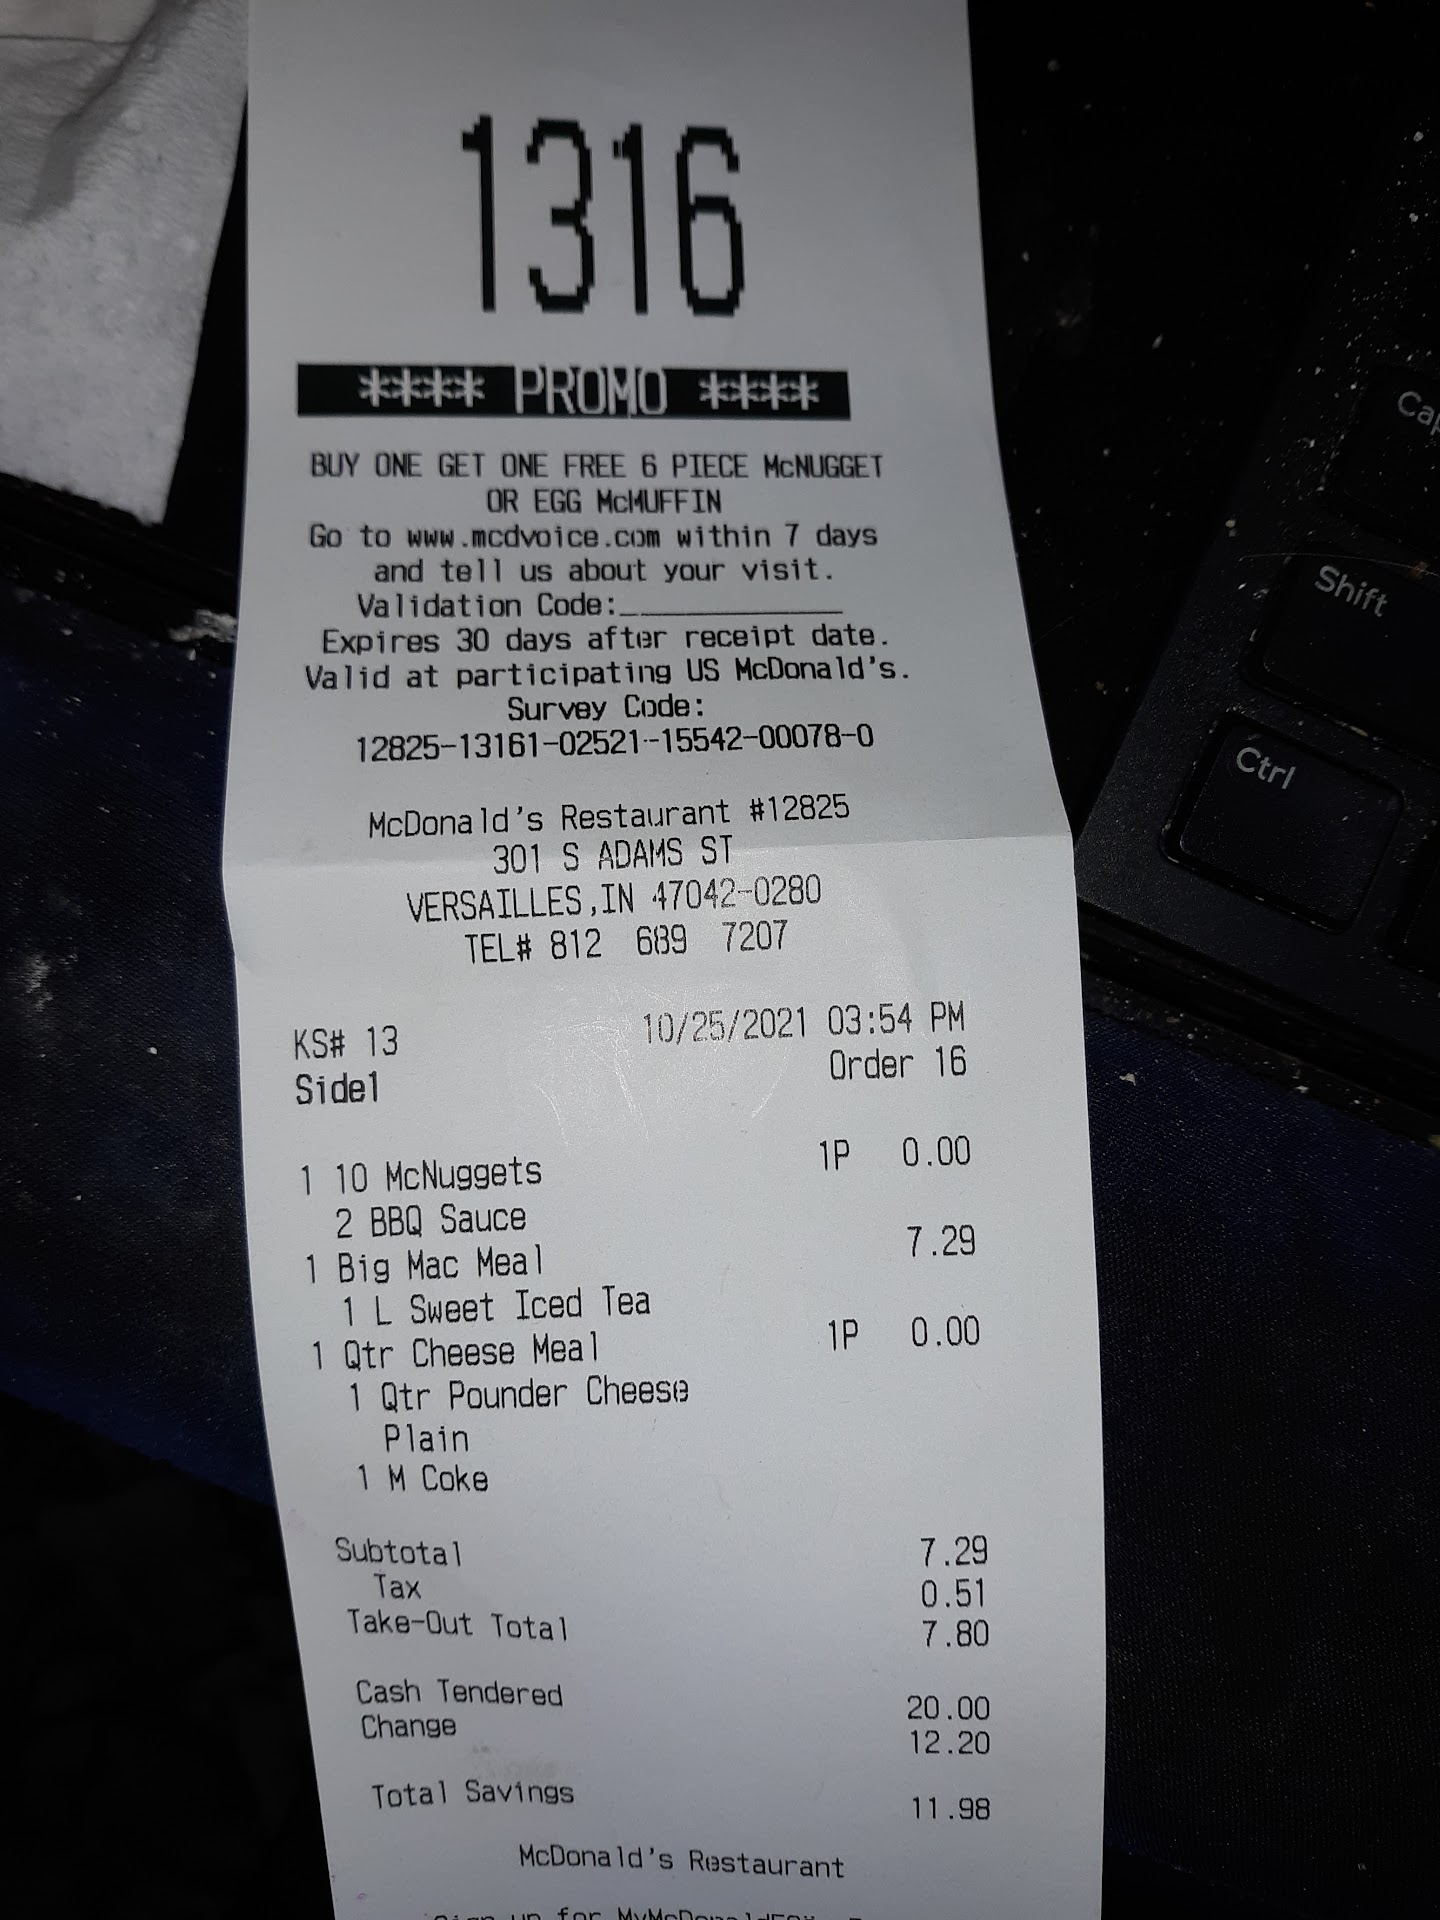 1316
**** PROMO ****
BUY ONE GET ONE FREE 6 PIECE McNUGGET
OR EGG McMUFFIN
Go to www.mcdvoice.com within 7 days
and tell us about your visit.
Validation Code:_____________
Expires 30 days after receipt date.
Valid at participating US McDonald's.
Survey Code:
12825-13161-02521-15542-00078-0
McDonald's Restaurant #12825
301 S ADAMS ST
VERSAILLES,IN 47042-0280
TEL# 812 689 7207
KS# 13 10/25/2021 03:54 PM
Side1 Order 16
1 10 McNuggets 1P 0.00
2 BBQ Sauce
1 Big Mac Meal 7.29
1 L Sweet Iced Tea
1 Qtr Cheese Meal 1P 0.00
1 Qtr Pounder Cheese
Plain
1 M Coke
Subtotal 7.29
Tax 0.51
Take-Out Total 7.80
Cash Tendered 20.00
Change 12.20
Total Savings 11.98
McDonald's Restaurant
Sign up for
Shift
Ctrl